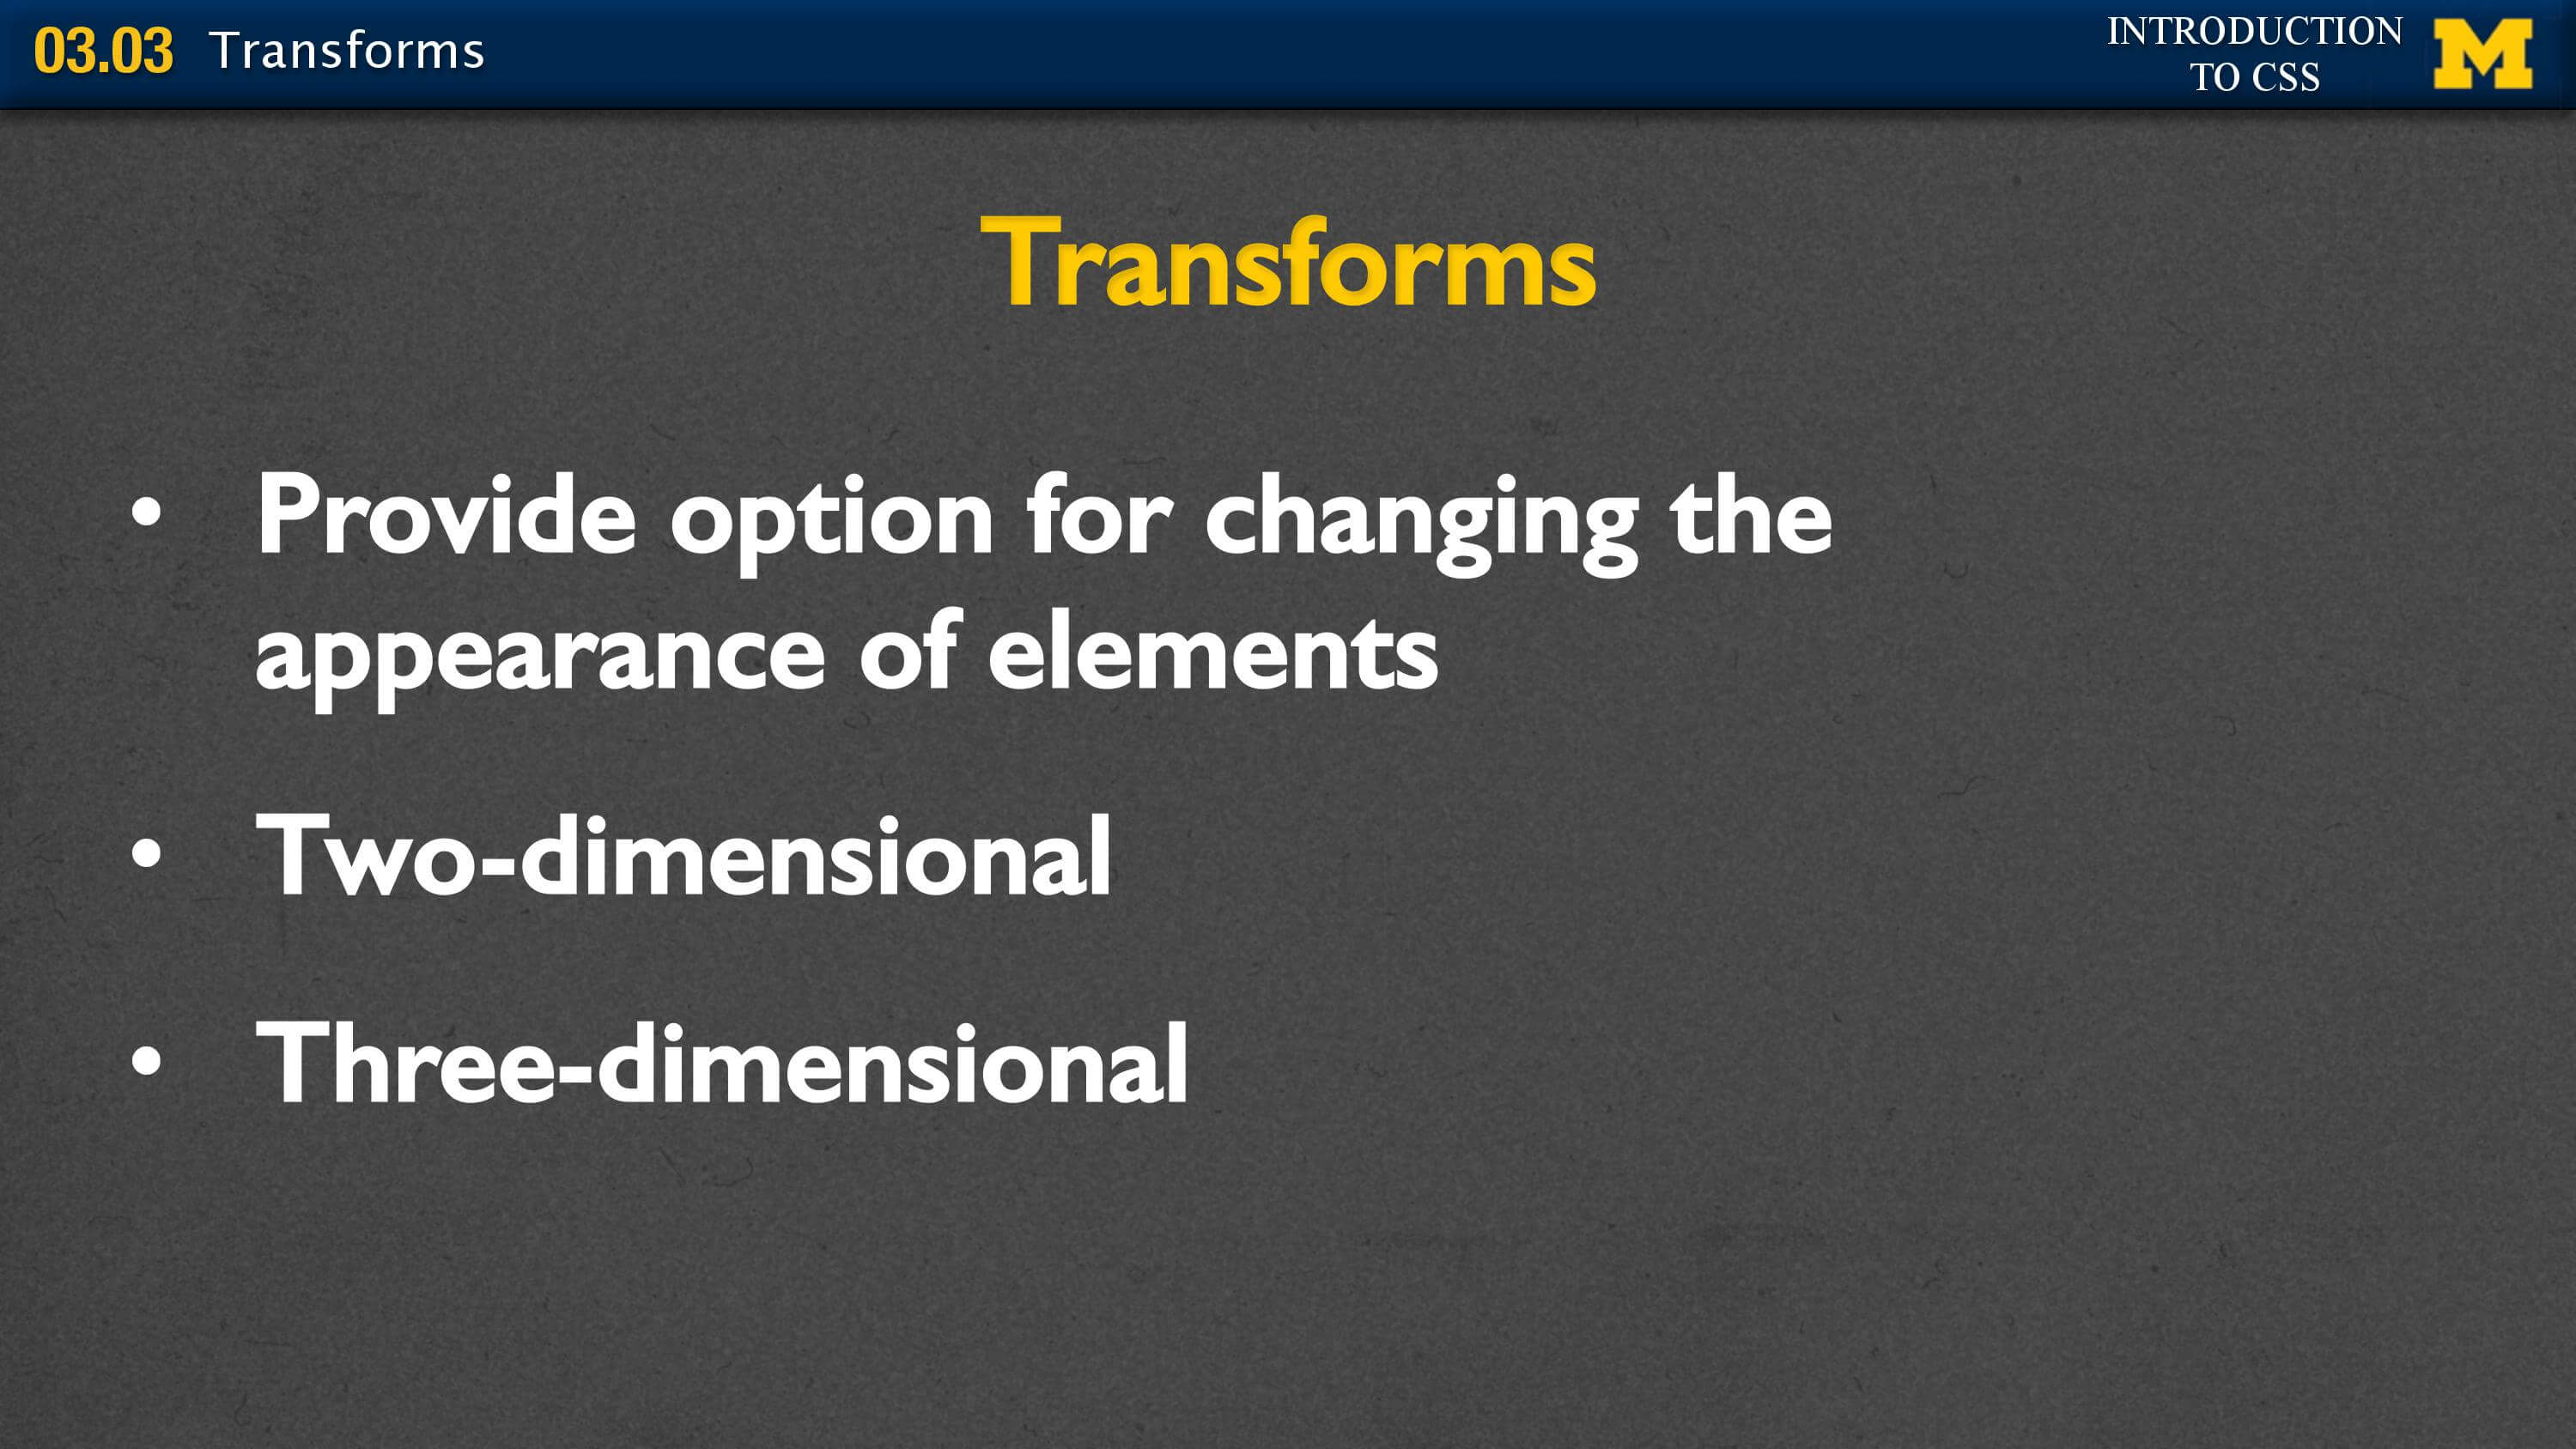 03.03 Transforms
INTRODUCTION
TO CSS
M
Transforms
• Provide option for changing the
appearance of elements
• Two-dimensional
• Three-dimensional